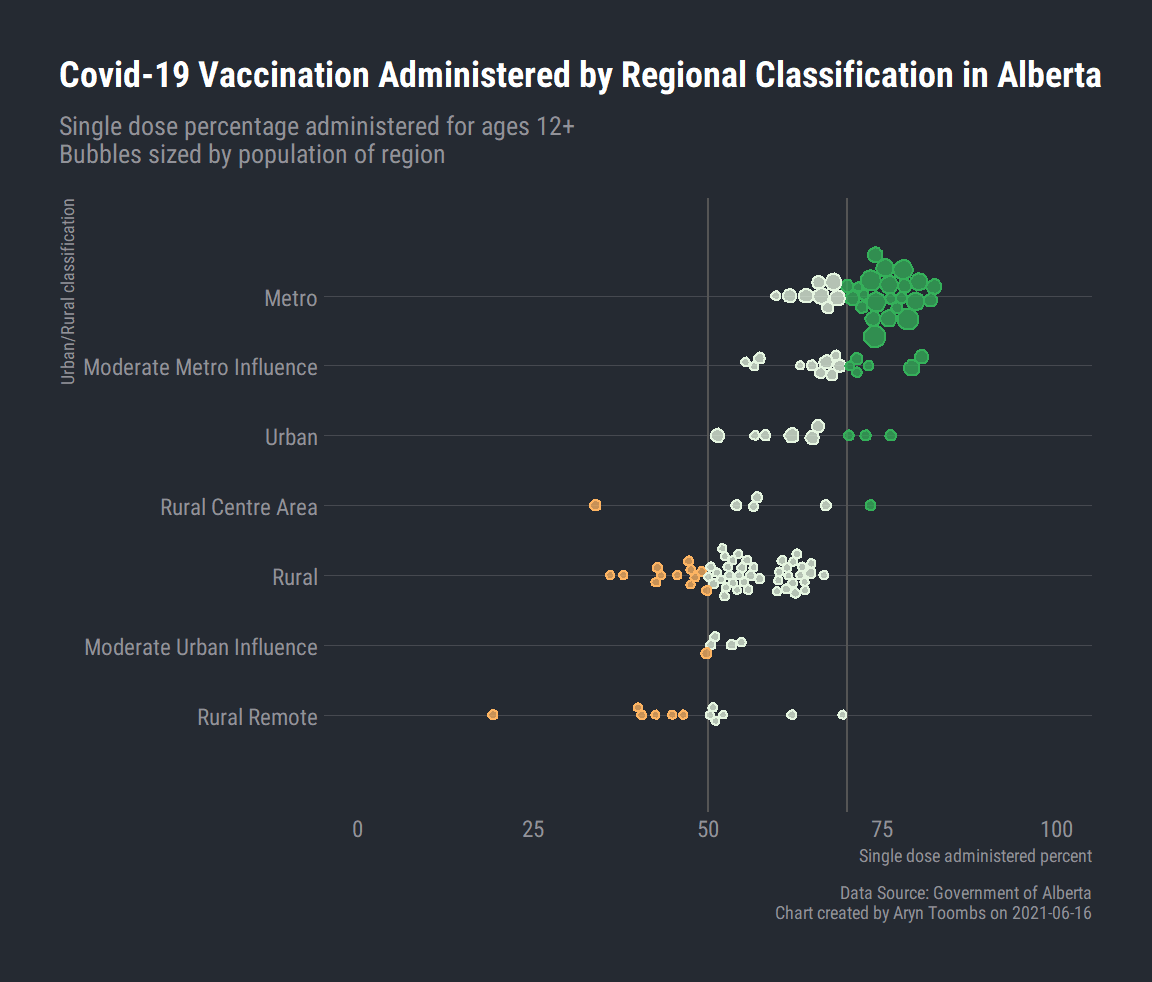 Covid-19 Vaccination Administered by Regional Classification in Alberta
Single dose percentage administered for ages 12+
Bubbles sized by population of region
Urban/Rural classification
Metro
Moderate Metro Influence
Urban
Rural Centre Area
Rural
Moderate Urban Influence
Rural Remote
0 25 50 75 100
Single dose administered percent
Data Source: Government of Alberta
Chart created by Aryn Toombs on 2021-06-16